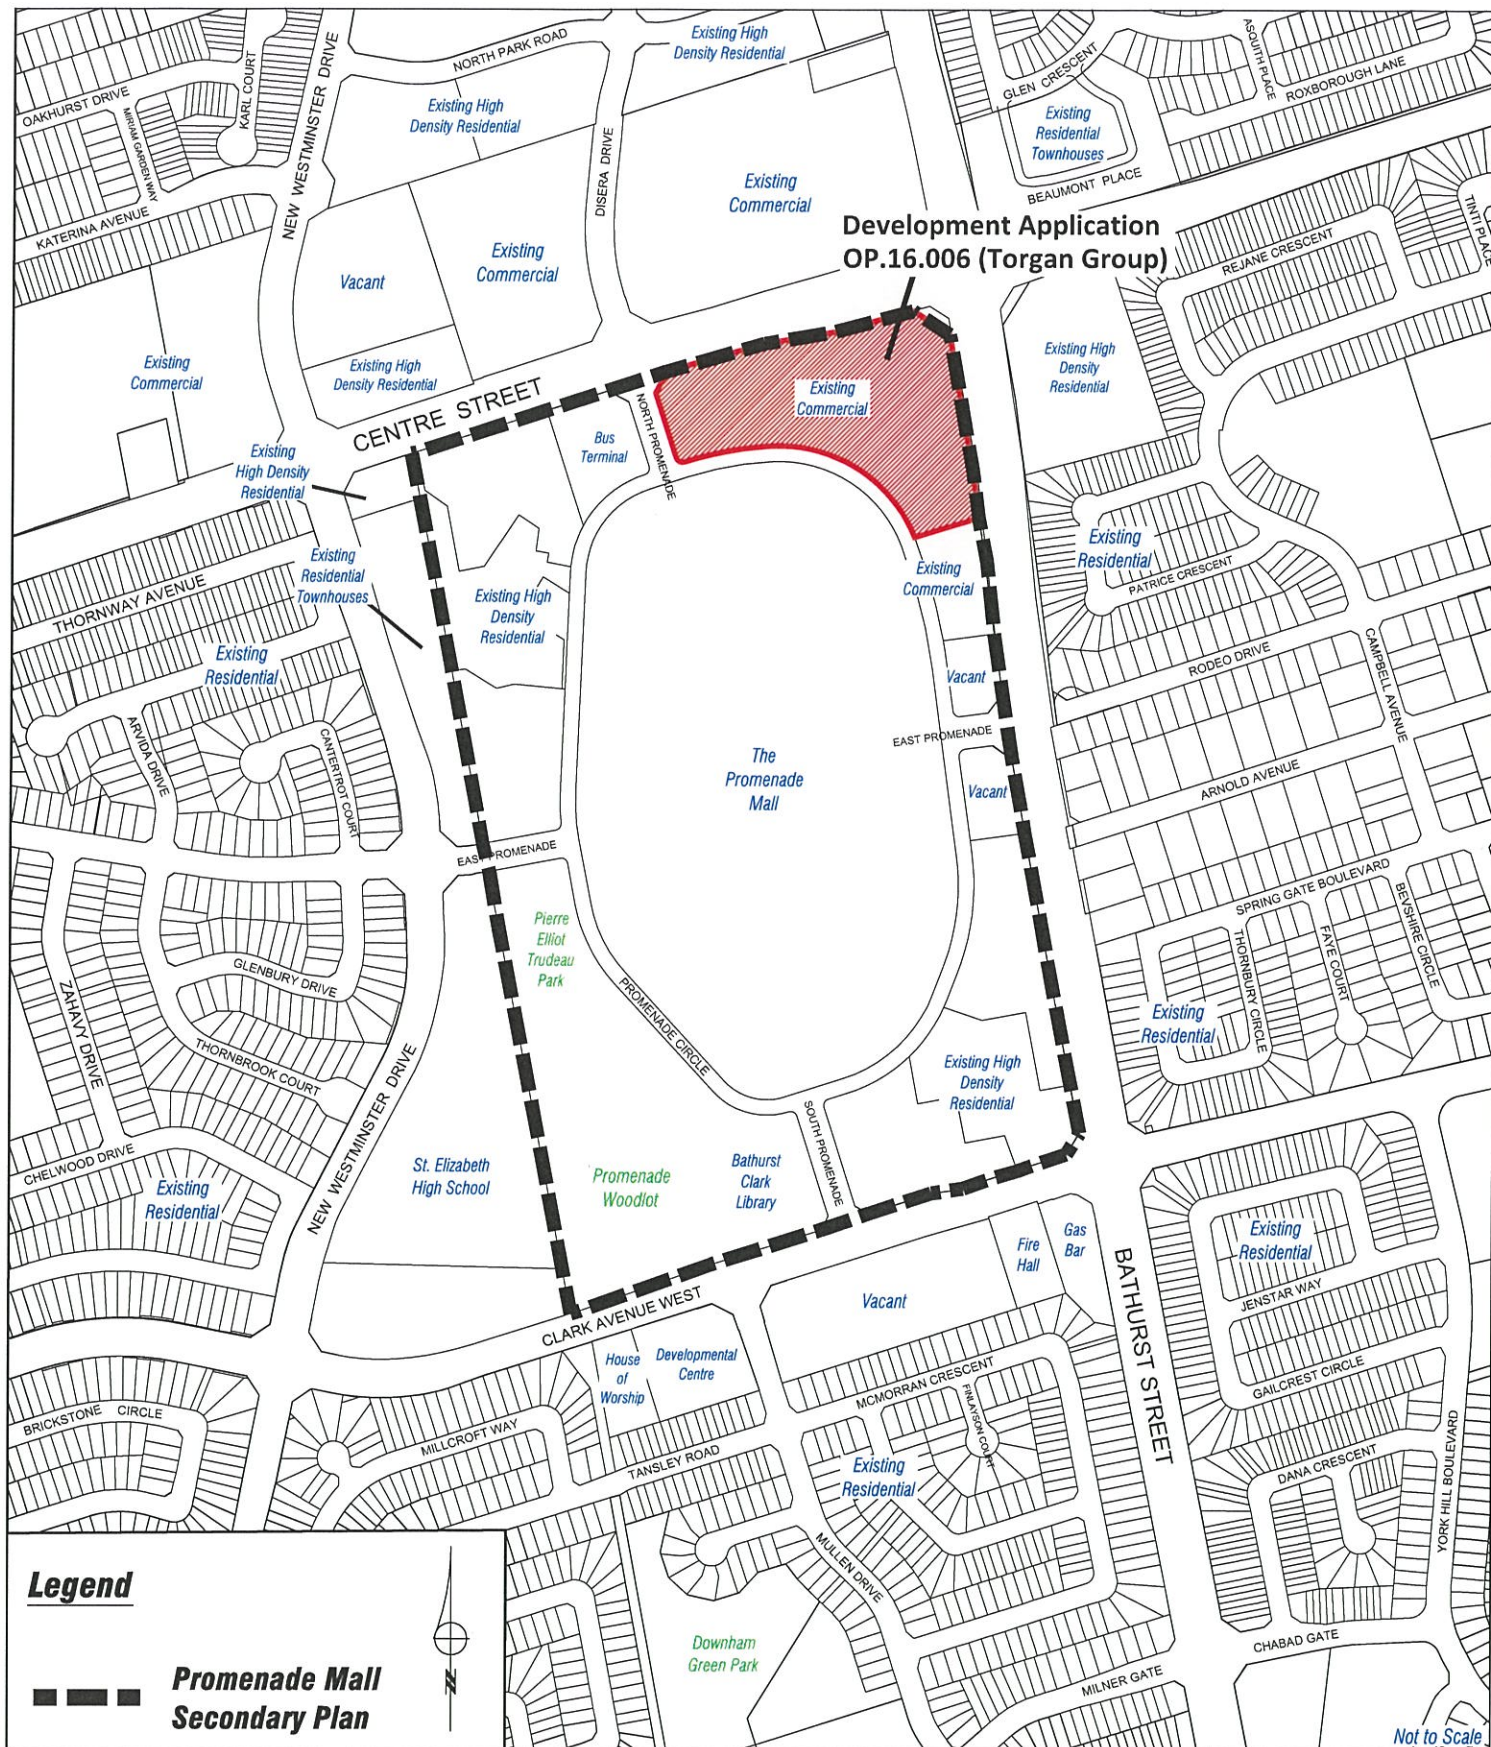 Existing High
Density Residential
NORTH PARK ROAD
NEW WESTMINSTER DRIVE
KARL COURT
OAKHURST DRIVE
MIRIAM GARDEN WAY
KATERINA AVENUE
Existing High
Density Residential
DISERA DRIVE
GLEN CRESCENT
ASQUITH PLACE
ROXBOROUGH LANE
Existing
Residential
Townhouses
BEAUMONT PLACE
Existing
Commercial
Development Application
OP.16.006 (Torgan Group)
REJANE CRESCENT
TINTI PLACE
Vacant
Existing
Commercial
Existing
Commercial
Existing High
Density Residential
CENTRE STREET
Existing High
Density
Residential
Existing
Commercial
NORTH PROMENADE
Bus
Terminal
Existing
High Density
Residential
Existing
Residential
Townhouses
THORNWAY AVENUE
Existing
Residential
Existing High
Density
Residential
Existing
Commercial
Existing
Residential
PATRICE CRESCENT
RODEO DRIVE
CAMPBELL AVENUE
Vacant
EAST PROMENADE
Vacant
The
Promenade
Mall
ARVIDA DRIVE
CANTERTROT COURT
ARNOLD AVENUE
EAST PROMENADE
SPRING GATE BOULEVARD
BEVSHIRE CIRCLE
FAYE COURT
THORNBURY CIRCLE
Pierre
Elliot
Trudeau
Park
GLENBURY DRIVE
ZAHAVY DRIVE
THORNBROOK COURT
PROMENADE CIRCLE
Existing
Residential
NEW WESTMINSTER DRIVE
Existing High
Density
Residential
SOUTH PROMENADE
CHELWOOD DRIVE
Existing
Residential
St. Elizabeth
High School
Promenade
Woodlot
Bathurst
Clark
Library
Fire
Hall
Gas
Bar
Existing
Residential
JENSTAR WAY
BATHURST STREET
Vacant
CLARK AVENUE WEST
House
of
Worship
Developmental
Centre
MCMORRAN CRESCENT
FINLAYSON COURT
GAILCREST CIRCLE
BRICKSTONE CIRCLE
MILLCROFT WAY
TANSLEY ROAD
Existing
Residential
DANA CRESCENT
YORK HILL BOULEVARD
MULLEN DRIVE
Downham
Green Park
CHABAD GATE
MILNER GATE
Legend
N
Promenade Mall
Secondary Plan
Not to Scale